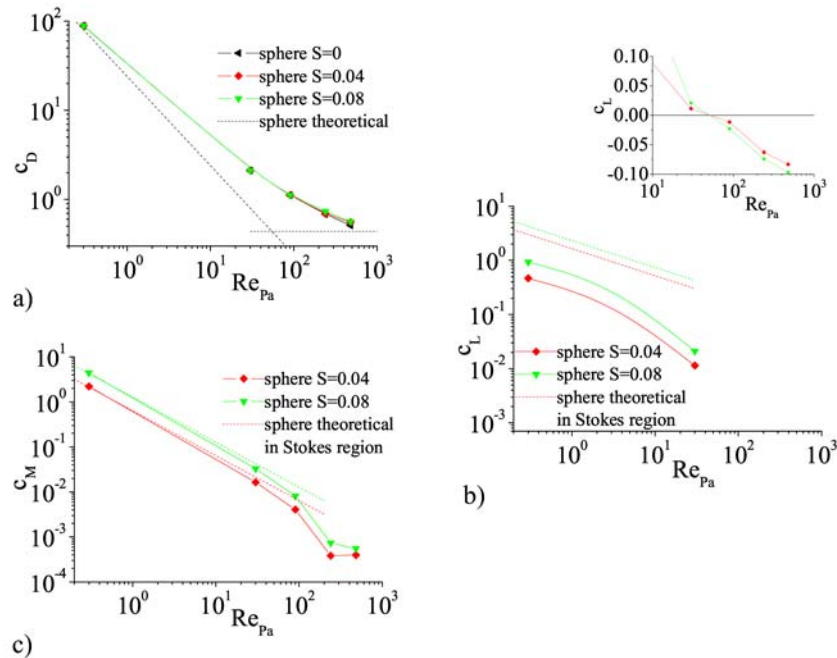 10²
10¹
10⁰
c_D
sphere S=0
sphere S=0.04
sphere S=0.08
sphere theoretical
10⁰ 10¹ 10² 10³
Re_Pa
a)
0.10
0.05
0.00
-0.05
-0.10
c_L
10¹ 10² 10³
Re_Pa
10¹
10⁰
10⁻¹
10⁻²
10⁻³
c_L
sphere S=0.04
sphere S=0.08
sphere theoretical
in Stokes region
10⁰ 10¹ 10² 10³
Re_Pa
b)
10¹
10⁰
10⁻¹
10⁻²
10⁻³
10⁻⁴
c_M
sphere S=0.04
sphere S=0.08
sphere theoretical
in Stokes region
10⁰ 10¹ 10² 10³
Re_Pa
c)